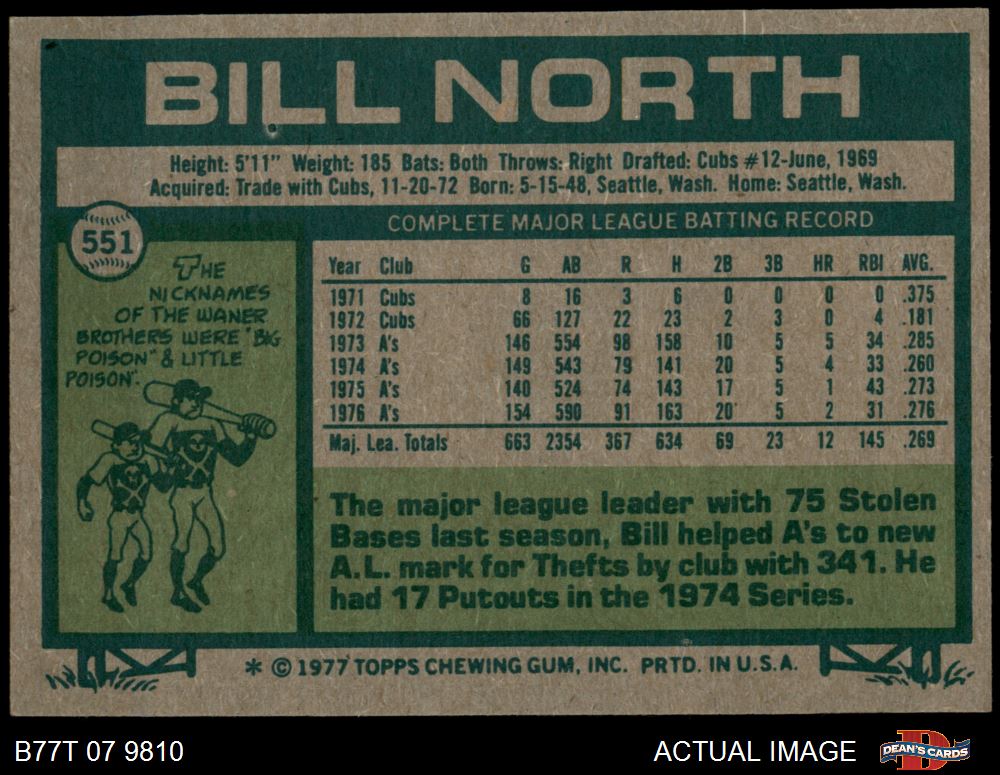 BILL NORTH
Height: 5'11" Weight: 185 Bats: Both Throws: Right Drafted: Cubs #12-June, 1969
Acquired: Trade with Cubs, 11-20-72 Born: 5-15-48, Seattle, Wash. Home: Seattle, Wash.
551
THE
NICKNAMES
OF THE WANER
BROTHERS WERE "BIG
POISON" & LITTLE
POISON".
COMPLETE MAJOR LEAGUE BATTING RECORD
Year Club G AB R H 2B 3B HR RBI AVG.
1971 Cubs 8 16 3 6 0 0 0 0 .375
1972 Cubs 66 127 22 23 2 3 0 4 .181
1973 A's 146 554 98 158 10 5 5 34 .285
1974 A's 149 543 79 141 20 5 4 33 .260
1975 A's 140 524 74 143 17 5 1 43 .273
1976 A's 154 590 91 163 20 5 2 31 .276
Maj. Lea. Totals 663 2354 367 634 69 23 12 145 .269
The major league leader with 75 Stolen
Bases last season, Bill helped A's to new
A.L. mark for Thefts by club with 341. He
had 17 Putouts in the 1974 Series.
* © 1977 TOPPS CHEWING GUM, INC. PRTD. IN U.S.A.
B77T 07 9810
ACTUAL IMAGE
D
DEAN'S CARDS